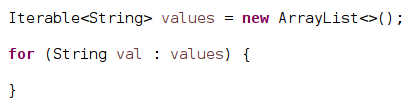 Iterable<String> values = new ArrayList<>();
for (String val : values) {
}